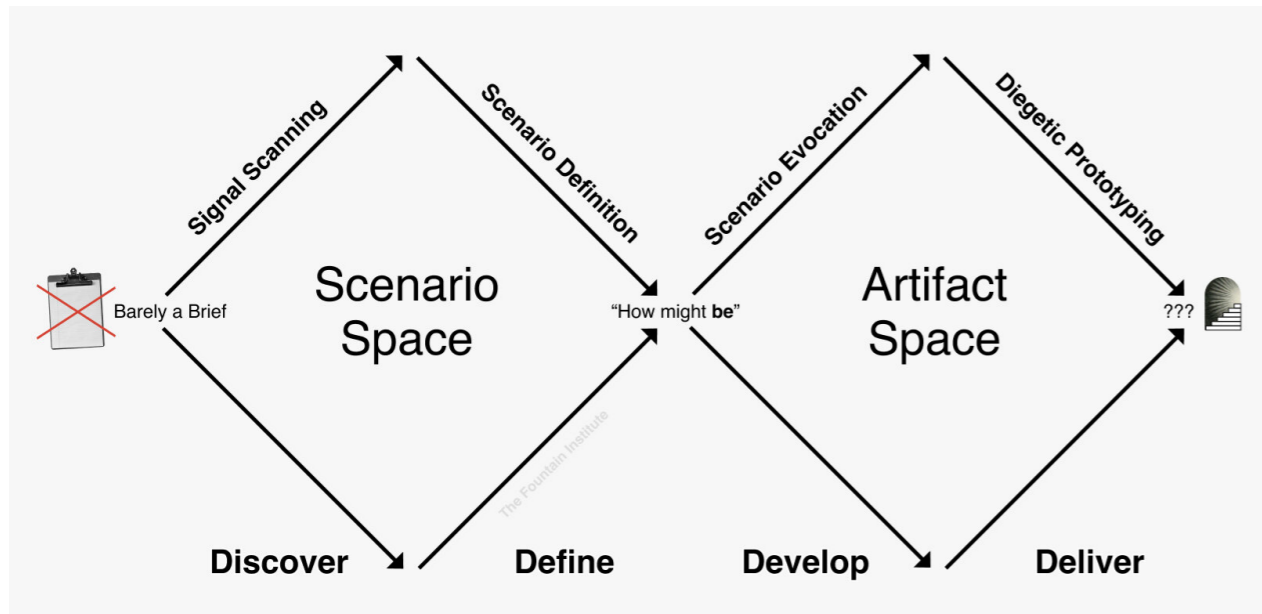 Signal Scanning
Scenario Definition
Scenario Evocation
Diegetic Prototyping
Barely a Brief
Scenario
Space
“How might be”
Artifact
Space
???
The Fountain Institute
Discover
Define
Develop
Deliver